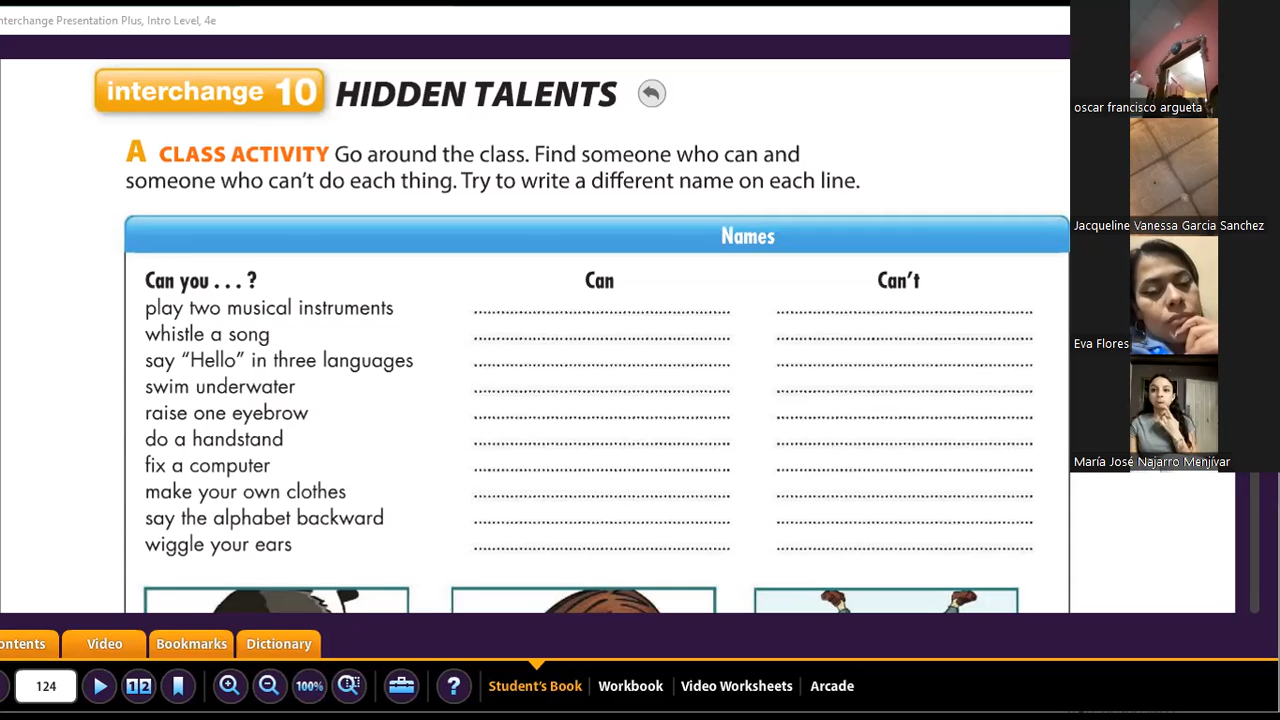 nterchange Presentation Plus, Intro Level, 4e
interchange 10 HIDDEN TALENTS
A CLASS ACTIVITY Go around the class. Find someone who can and
someone who can't do each thing. Try to write a different name on each line.
Names
Can you . . . ? Can Can't
play two musical instruments
whistle a song
say “Hello” in three languages
swim underwater
raise one eyebrow
do a handstand
fix a computer
make your own clothes
say the alphabet backward
wiggle your ears
oscar francisco argueta
Jacqueline Vanessa Garcia Sanchez
Eva Flores
María José Najarro Menjívar
ontents Video Bookmarks Dictionary
124 1 2 100% ? Student's Book Workbook Video Worksheets Arcade